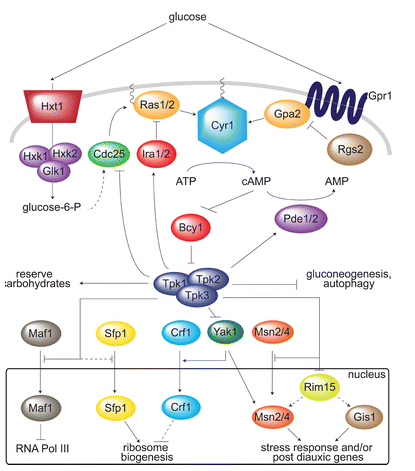 glucose
Hxt1
Ras1/2
Cyr1
Gpa2
Gpr1
Hxk1
Hxk2
Glk1
Cdc25
Ira1/2
Rgs2
glucose-6-P
ATP
cAMP
AMP
Bcy1
Pde1/2
reserve
carbohydrates
Tpk1
Tpk2
Tpk3
gluconeogenesis,
autophagy
Maf1
Sfp1
Crf1
Yak1
Msn2/4
nucleus
Rim15
Maf1
Sfp1
Crf1
Msn2/4
Gis1
RNA Pol III
ribosome
biogenesis
stress response and/or
post diauxic genes